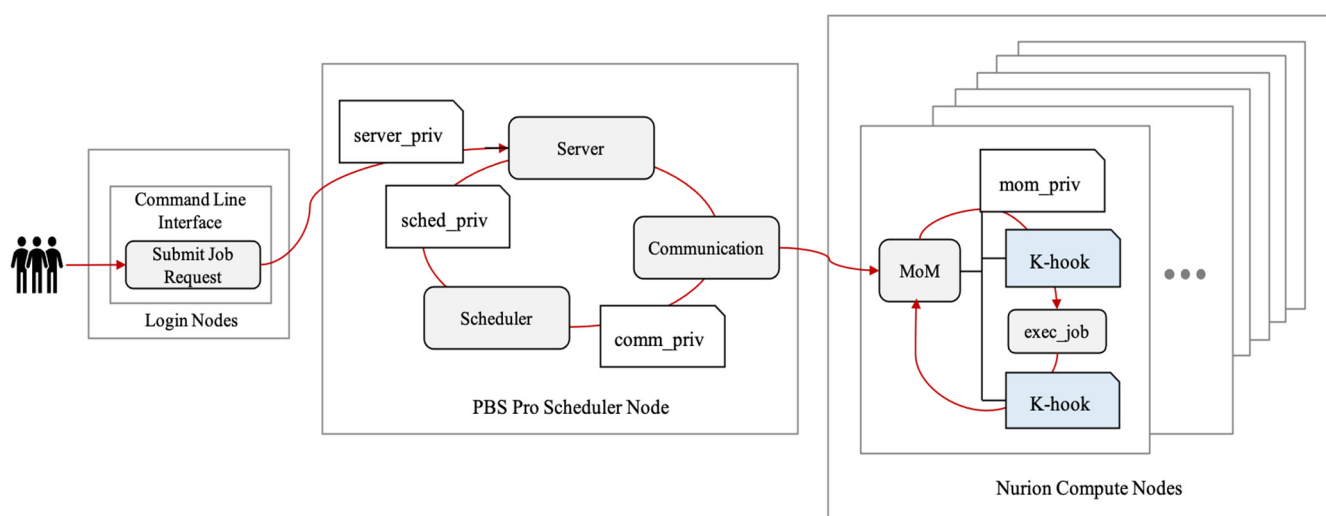 Command Line
Interface
Submit Job
Request
Login Nodes
server_priv
Server
sched_priv
Communication
Scheduler
comm_priv
PBS Pro Scheduler Node
mom_priv
MoM
K-hook
exec_job
K-hook
Nurion Compute Nodes